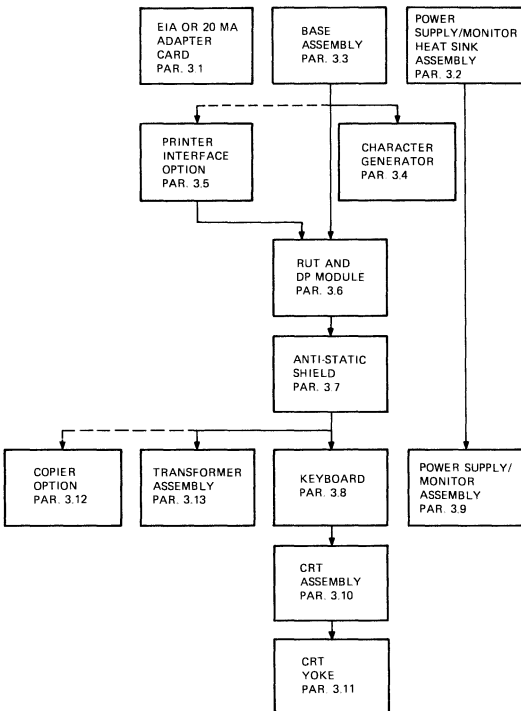 EIA OR 20 MA
ADAPTER
CARD
PAR. 3.1
BASE
ASSEMBLY
PAR. 3.3
POWER
SUPPLY/MONITOR
HEAT SINK
ASSEMBLY
PAR. 3.2
PRINTER
INTERFACE
OPTION
PAR. 3.5
CHARACTER
GENERATOR
PAR. 3.4
RUT AND
DP MODULE
PAR. 3.6
ANTI-STATIC
SHIELD
PAR. 3.7
COPIER
OPTION
PAR. 3.12
TRANSFORMER
ASSEMBLY
PAR. 3.13
KEYBOARD
PAR. 3.8
POWER SUPPLY/
MONITOR
ASSEMBLY
PAR. 3.9
CRT
ASSEMBLY
PAR. 3.10
CRT
YOKE
PAR. 3.11